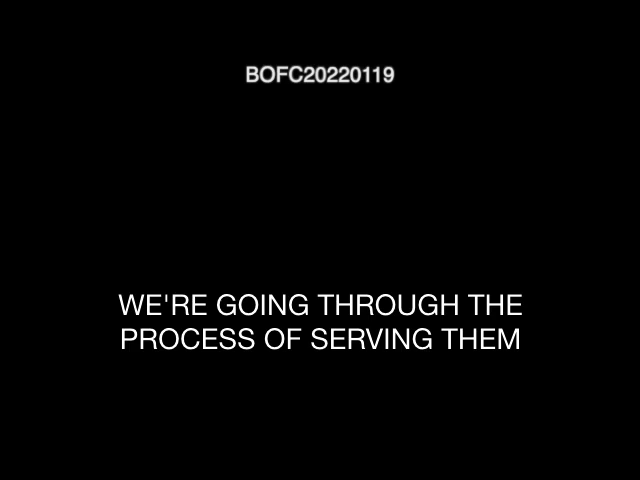 BOFC20220119
WE'RE GOING THROUGH THE
PROCESS OF SERVING THEM